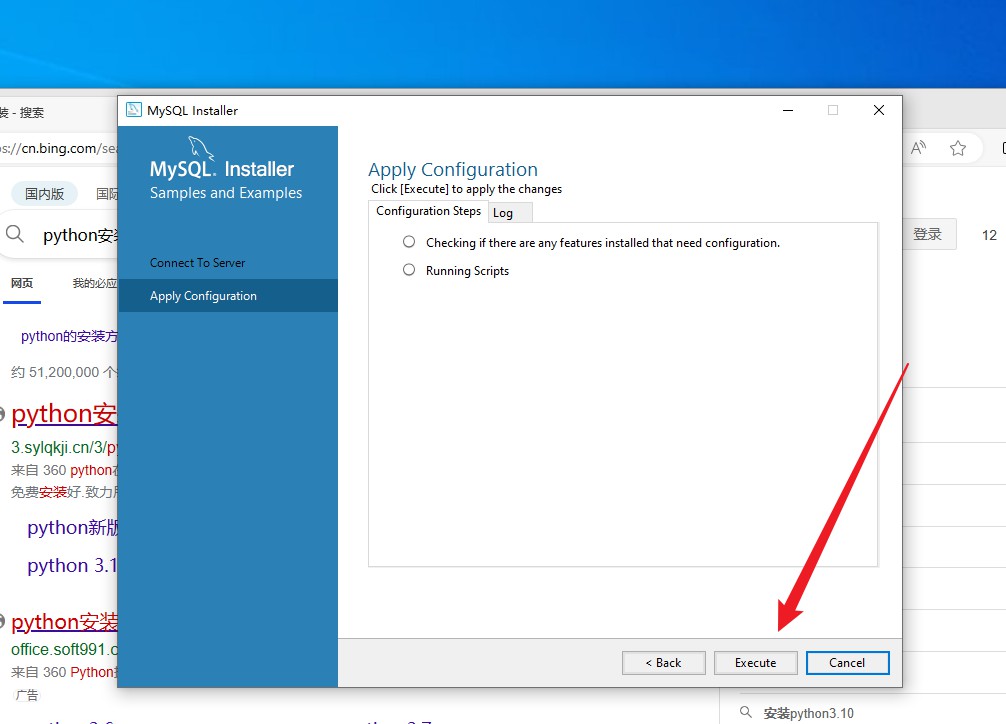 装 - 搜索
MySQL Installer
s://cn.bing.com/sea
MySQL. Installer
Samples and Examples
国内版
国际
python安装
登录
12
网页
我的必应
Apply Configuration
Click [Execute] to apply the changes
Configuration Steps
Log
Checking if there are any features installed that need configuration.
Running Scripts
Connect To Server
Apply Configuration
python的安装方
约 51,200,000 个
python安
3.sylqkji.cn/3/py
来自 360 python
免费安装好.致力
python新版
python 3.1
python安装
office.soft991.c
来自 360 Python
广告
< Back
Execute
Cancel
安装python3.10